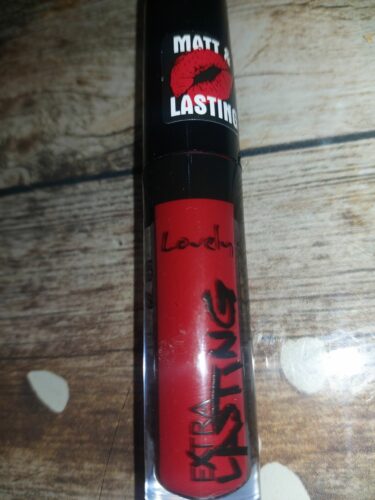 MATT &
LASTING
Lovely
EXTRA
LASTING